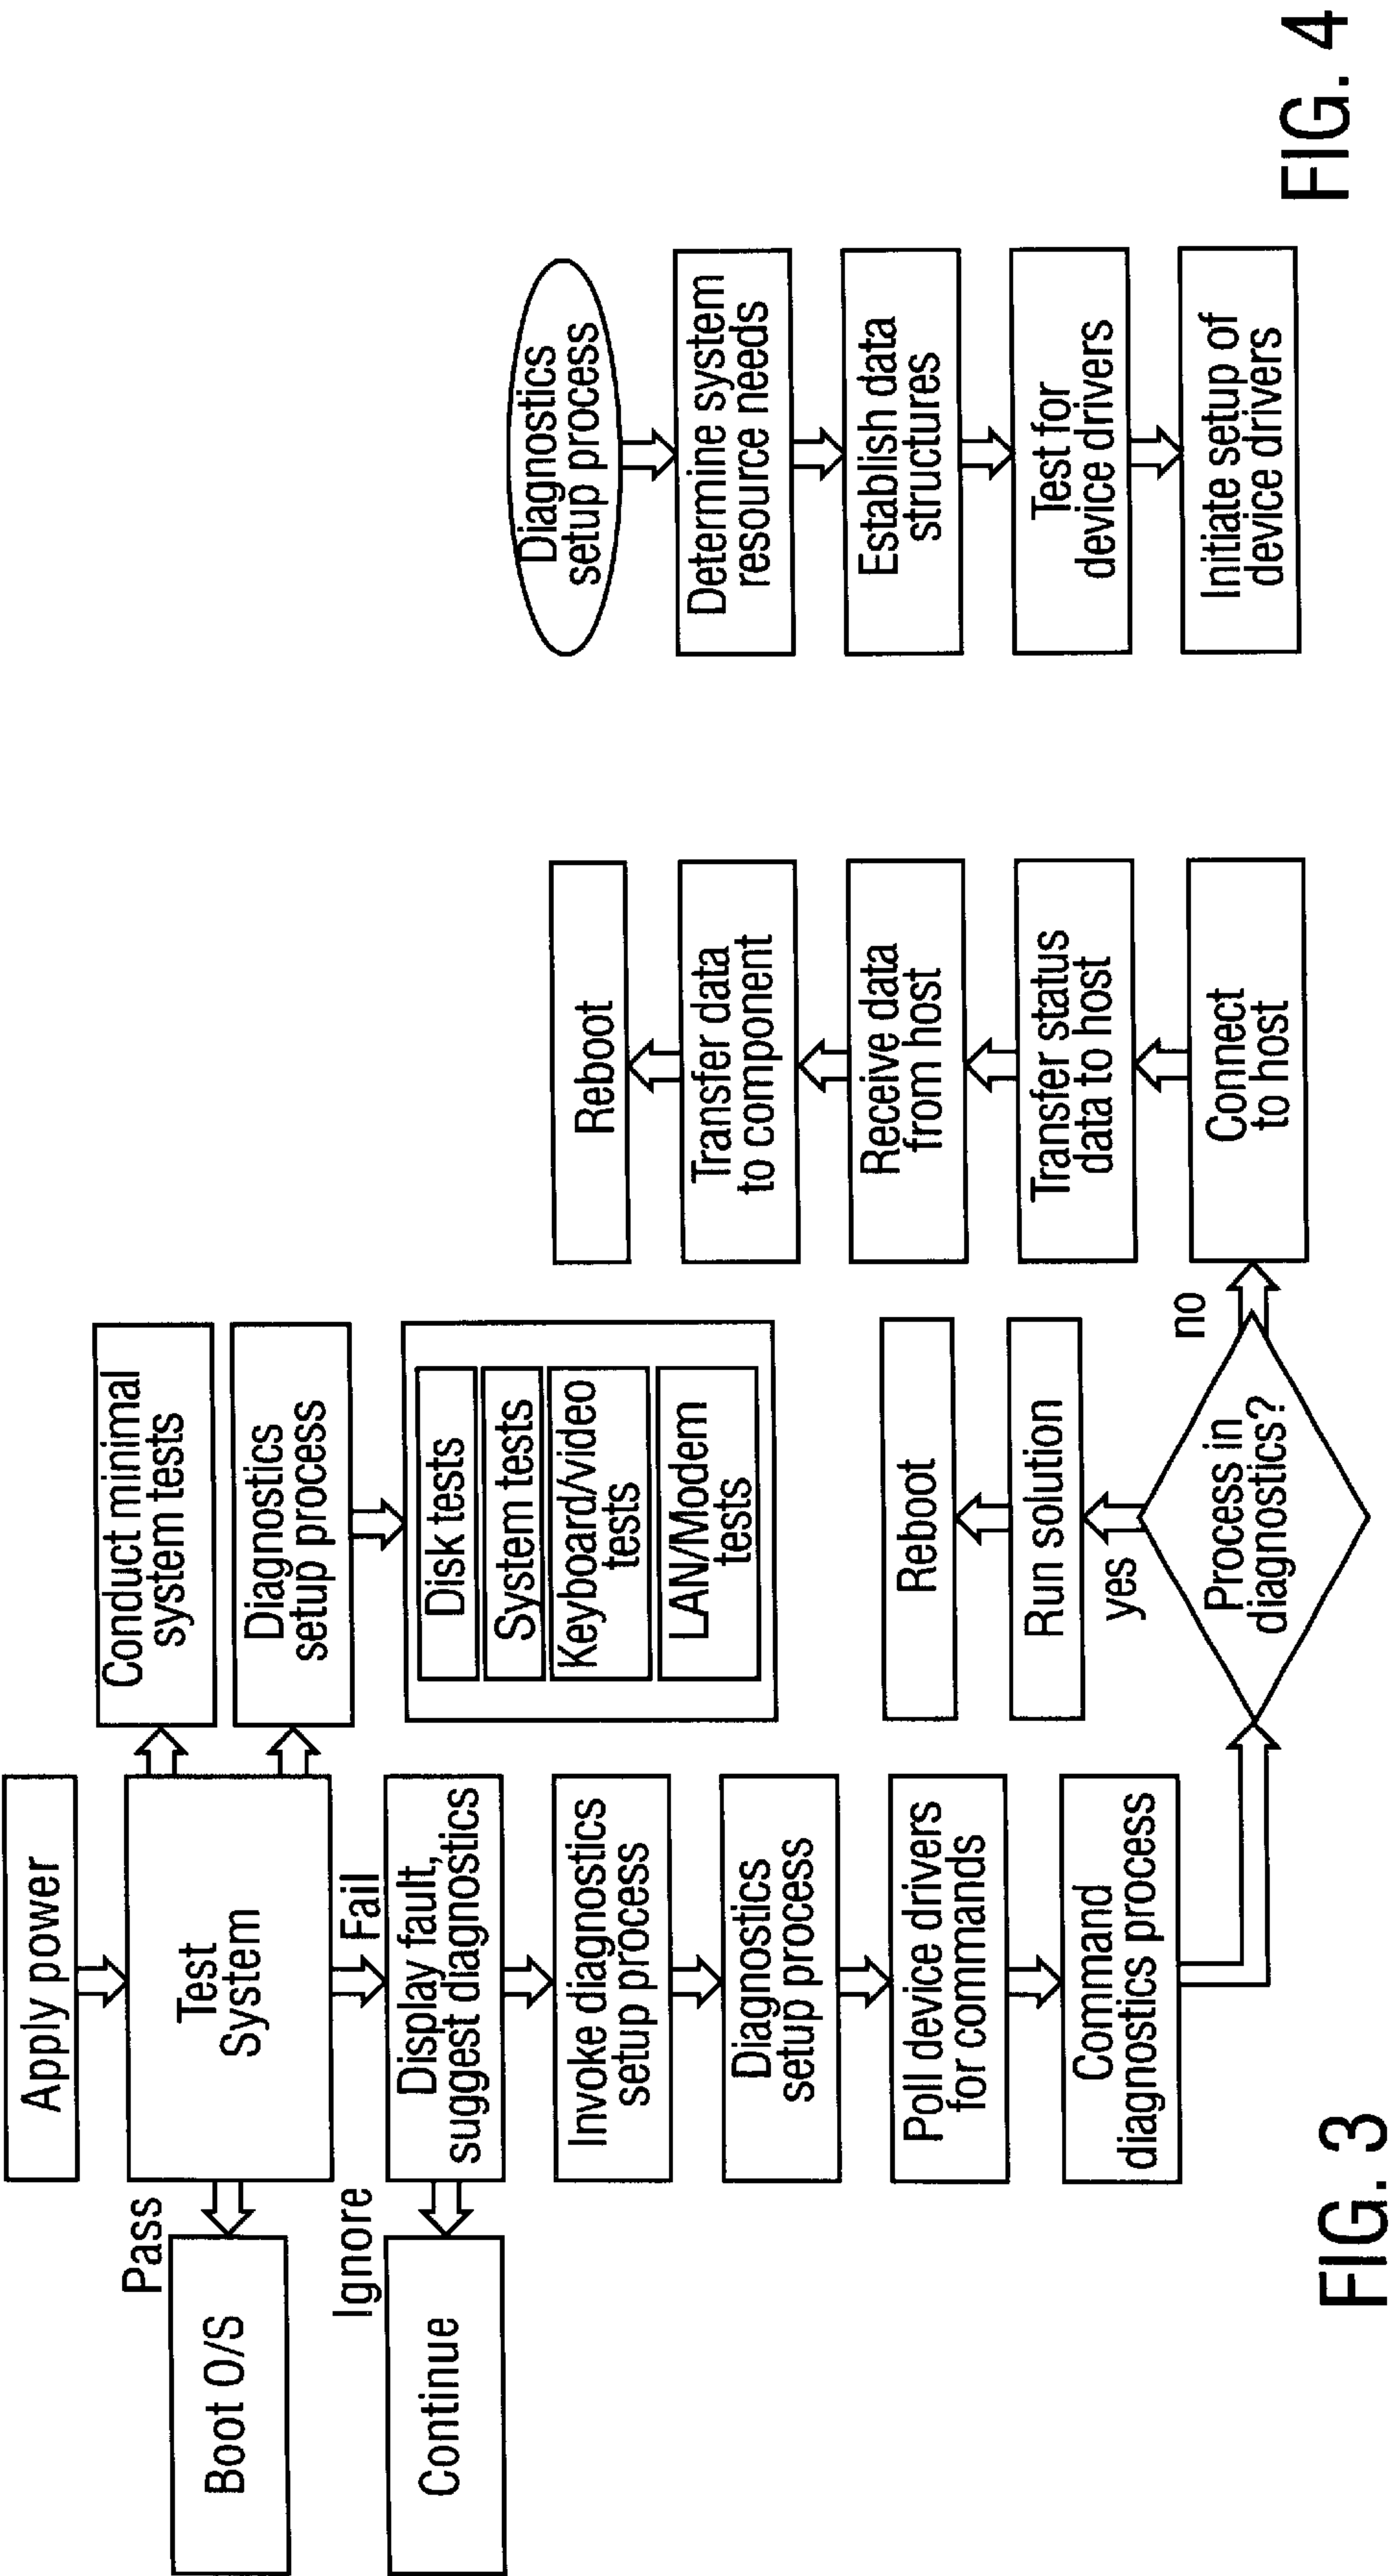 Apply power
Test
System
Pass
Boot O/S
Conduct minimal
system tests
Diagnostics
setup process
Disk tests
System tests
Keyboard/video
tests
LAN/Modem
tests
Fail
Display fault,
suggest diagnostics
Ignore
Continue
Invoke diagnostics
setup process
Diagnostics
setup process
Poll device drivers
for commands
Command
diagnostics process
Process in
diagnostics?
yes
Run solution
Reboot
no
Connect
to host
Transfer status
data to host
Receive data
from host
Transfer data
to component
Reboot
FIG. 3
Diagnostics
setup process
Determine system
resource needs
Establish data
structures
Test for
device drivers
Initiate setup of
device drivers
FIG. 4